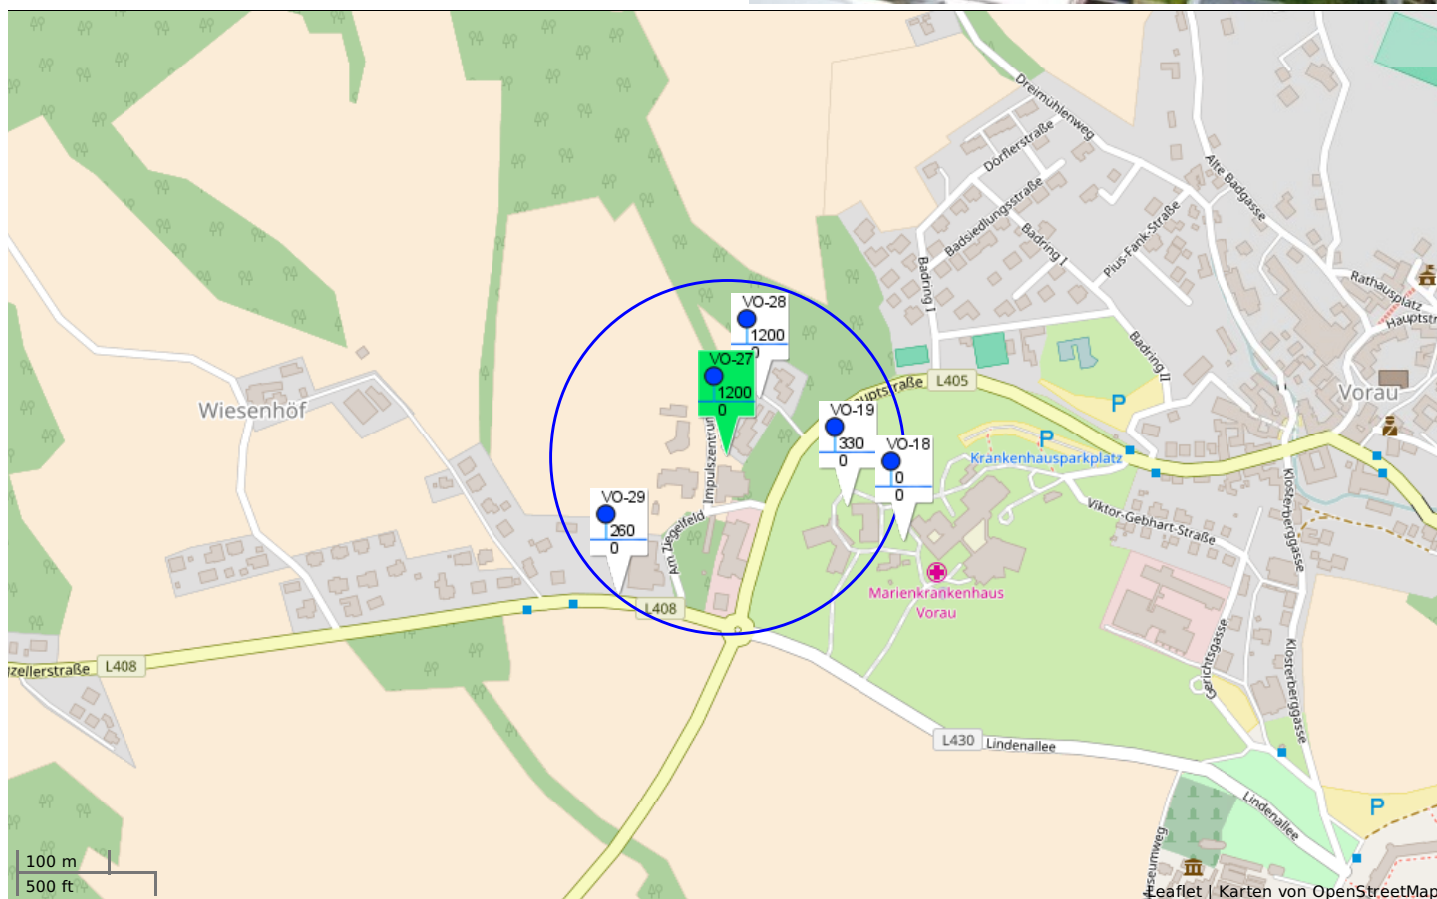 Dreimühlenweg
Dörflerstraße
Alte Badgasse
Badsiedlungsstraße
Pius-Fank-Straße
Badring I
Badring I
Rathausplatz
Hauptstr
VO-28
1200
0
VO-27
1200
0
Badring II
L405
uptstraße
Vorau
Wiesenhöf
P
P
VO-19
330
0
VO-18
0
0
Krankenhausparkplatz
Impulszentrum
VO-29
260
0
Am Ziegelfeld
Viktor-Gebhart-Straße
Klosterberggasse
Marienkrankenhaus
Vorau
L408
L408
zellerstraße
Gerichtsgasse
Klosterberggasse
L430
Lindenallee
Lindenallee
P
useumweg
100 m
500 ft
Leaflet | Karten von OpenStreetMap